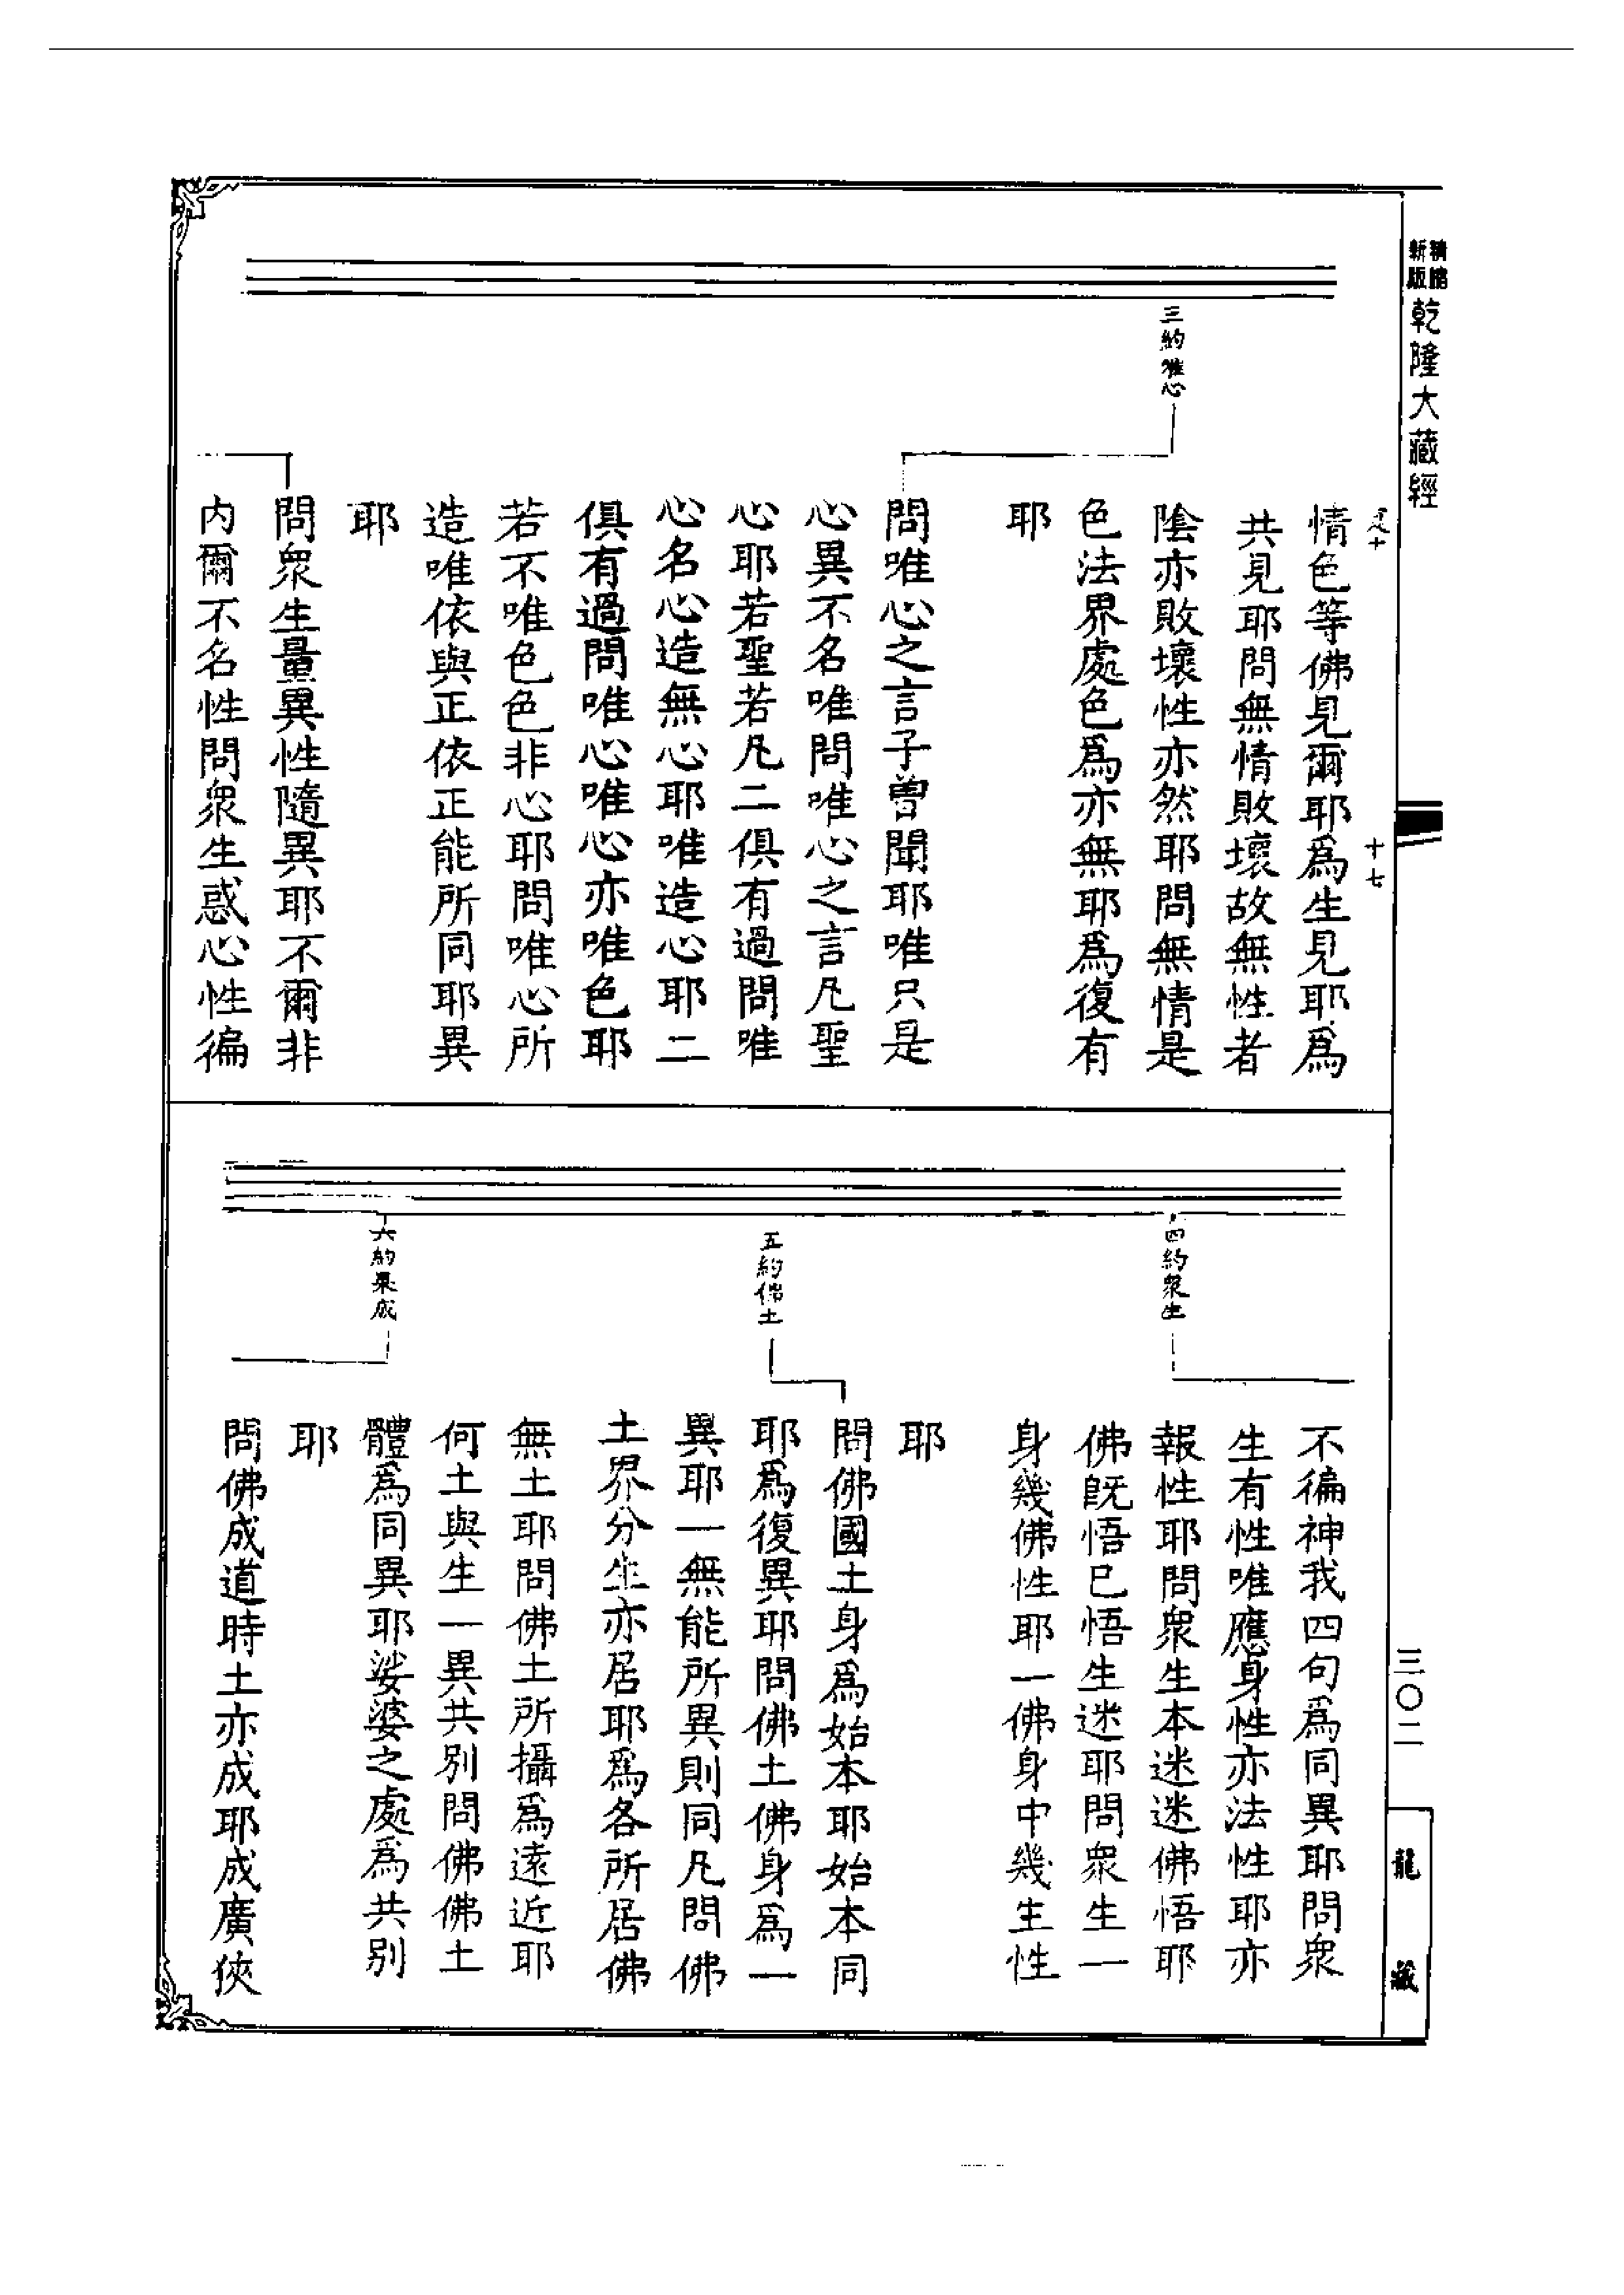 精縮
新版
乾隆大藏經
十七
情色等佛見爾耶爲生見耶爲
共見耶問無情敗壞故無性者
陰亦敗壞性亦然耶問無情是
色法界處色爲亦無耶爲復有
耶
三約唯心
問唯心之言子曾聞耶唯只是
心異不名唯問唯心之言凡聖
心耶若聖若凡二俱有過問唯
心名心造無心耶唯造心耶二
俱有過問唯心唯心亦唯色耶
若不唯色色非心耶問唯心所
造唯依與正依正能所同耶異
耶
問衆生量異性隨異耶不爾非
内爾不名性問衆生惑心性徧
四約衆生
不徧神我四句爲同異耶問衆
生有性唯應身性亦法性耶亦
報性耶問衆生本迷迷佛悟耶
佛旣悟已悟生迷耶問衆生一
身幾佛性耶一佛身中幾生性
耶
五約佛土
問佛國土身爲始本耶始本同
耶爲復異耶問佛土佛身爲一
異耶一無能所異則同凡問佛
土界分生亦居耶爲各所居佛
無土耶問佛土所攝爲遠近耶
何土與生一異共別問佛佛土
體爲同異耶娑婆之處爲共别
耶
六約果成
問佛成道時土亦成耶成廣狹
三〇二
龍藏